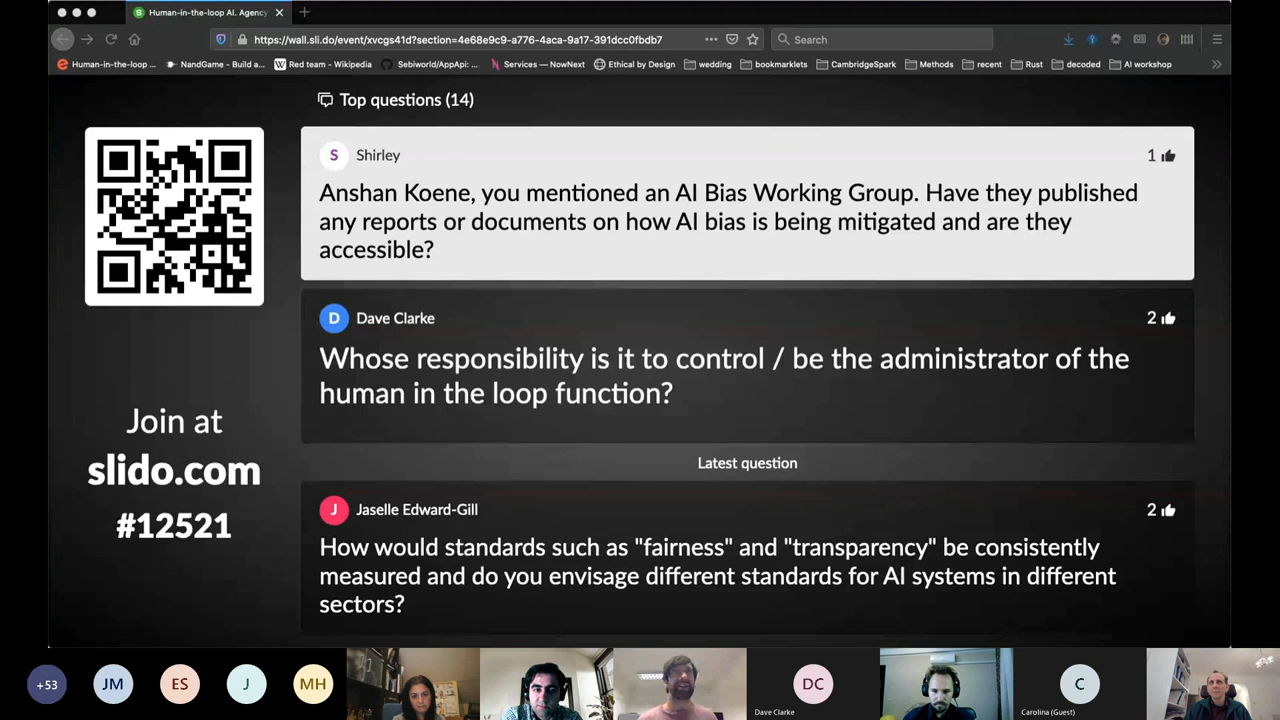 Human-in-the-loop AI. Agency
https://wall.sli.do/event/xvcgs41d?section=4e68e9c9-a776-4aca-9a17-391dcc0fbdb7
Search
Human-in-the-loop ...
NandGame - Build a...
Red team - Wikipedia
Sebiworld/AppApi: ...
Services — NowNext
Ethical by Design
wedding
bookmarklets
CambridgeSpark
Methods
recent
Rust
decoded
AI workshop
Top questions (14)
S Shirley 1
Anshan Koene, you mentioned an AI Bias Working Group. Have they published
any reports or documents on how AI bias is being mitigated and are they
accessible?
D Dave Clarke 2
Whose responsibility is it to control / be the administrator of the
human in the loop function?
Join at
slido.com
#12521
Latest question
J Jaselle Edward-Gill 2
How would standards such as "fairness" and "transparency" be consistently
measured and do you envisage different standards for AI systems in different
sectors?
+53
JM
ES
J
MH
DC
Dave Clarke
C
Carolina (Guest)